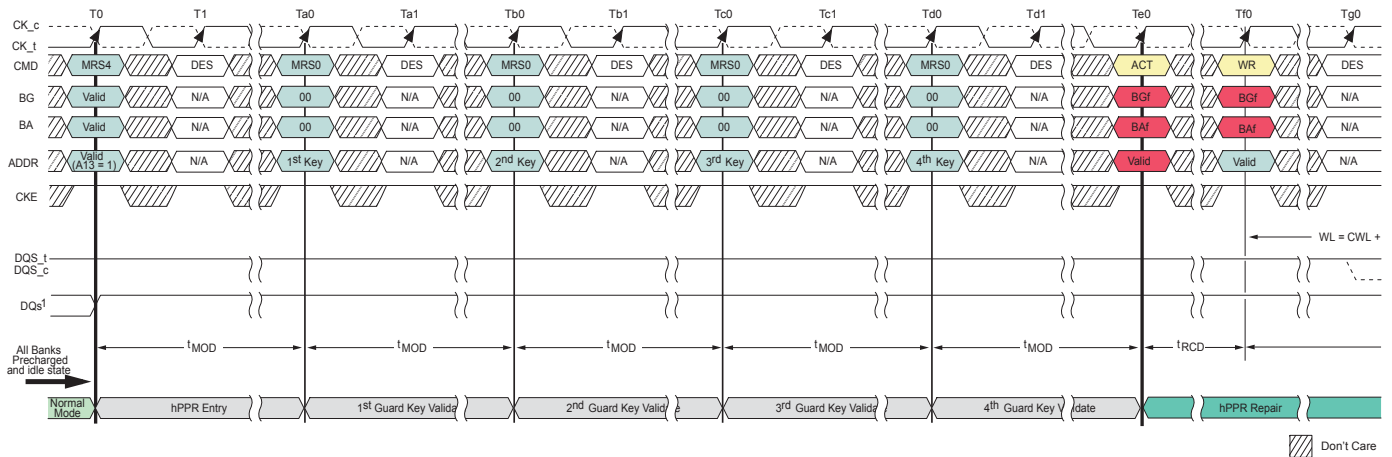 T0 T1 Ta0 Ta1 Tb0 Tb1 Tc0 Tc1 Td0 Td1 Te0 Tf0 Tg0
CK_c
CK_t
CMD MRS4 DES MRS0 DES MRS0 DES MRS0 DES MRS0 DES ACT WR DES
BG Valid N/A 00 N/A 00 N/A 00 N/A 00 N/A BGf BGf N/A
BA Valid N/A 00 N/A 00 N/A 00 N/A 00 N/A BAf BAf N/A
ADDR Valid (A13 = 1) N/A 1st Key N/A 2nd Key N/A 3rd Key N/A 4th Key N/A Valid Valid N/A
CKE
WL = CWL +
DQS_t
DQS_c
DQs1
tMOD tMOD tMOD tMOD tMOD tRCD
All Banks
Precharged
and idle state
Normal Mode hPPR Entry 1st Guard Key Valida 2nd Guard Key Valid e 3rd Guard Key Valida 4th Guard Key V idate hPPR Repair
Don't Care